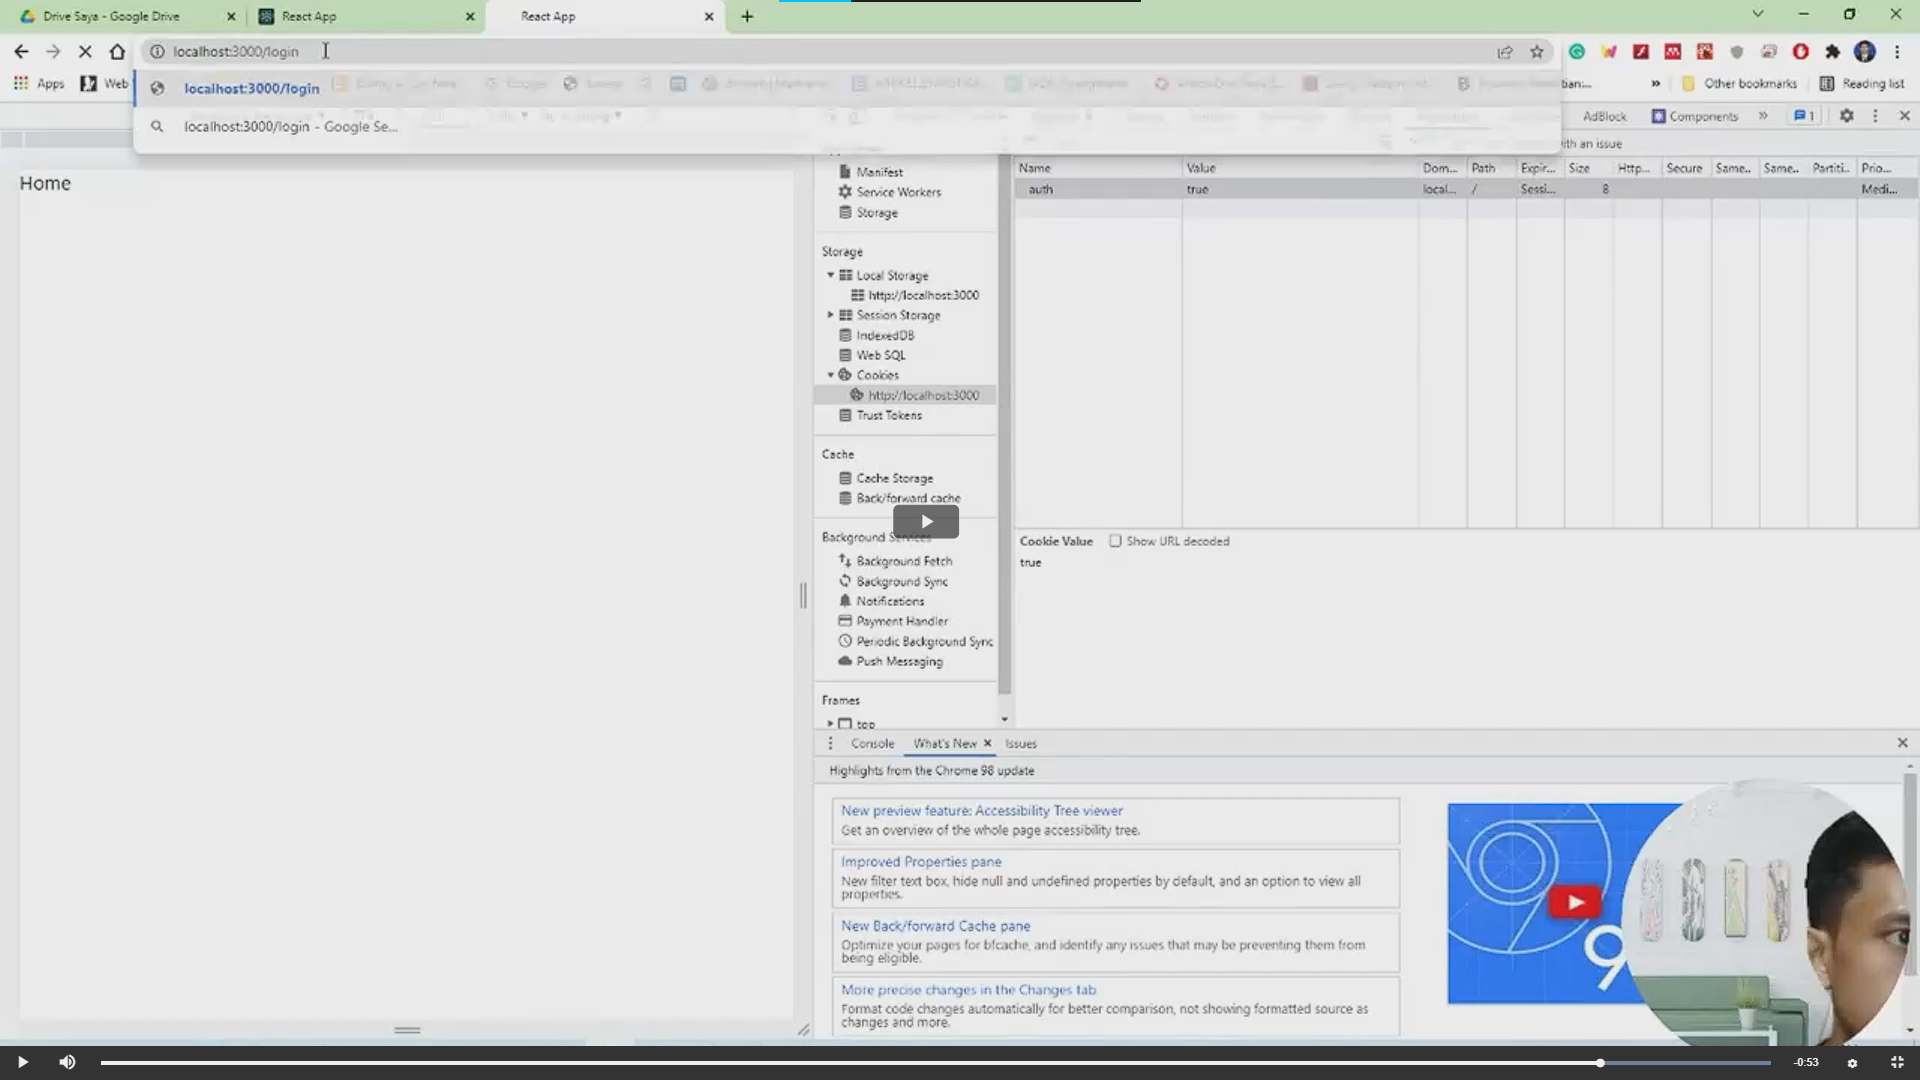 Drive Saya - Google Drive
React App
React App
localhost:3000/login
Apps
Web
Other bookmarks
Reading list
localhost:3000/login
localhost:3000/login - Google Se...
AdBlock
Components
1
ith an issue
Home
Manifest
Service Workers
Storage
Storage
Local Storage
http://localhost:3000
Session Storage
IndexedDB
Web SQL
Cookies
http://localhost:3000
Trust Tokens
Cache
Cache Storage
Back/forward cache
Background Services
Background Fetch
Background Sync
Notifications
Payment Handler
Periodic Background Sync
Push Messaging
Frames
top
Name Value Dom... Path Expir... Size Http... Secure Same... Same... Partiti... Prio...
auth true local... / Sessi... 8 Medi...
Cookie Value Show URL decoded
true
Console What's New Issues
Highlights from the Chrome 98 update
New preview feature: Accessibility Tree viewer
Get an overview of the whole page accessibility tree.
Improved Properties pane
New filter text box, hide null and undefined properties by default, and an option to view all
properties.
New Back/forward Cache pane
Optimize your pages for bfcache, and identify any issues that may be preventing them from
being eligible.
More precise changes in the Changes tab
Format code changes automatically for better comparison, not showing formatted source as
changes and more.
9
-0:53